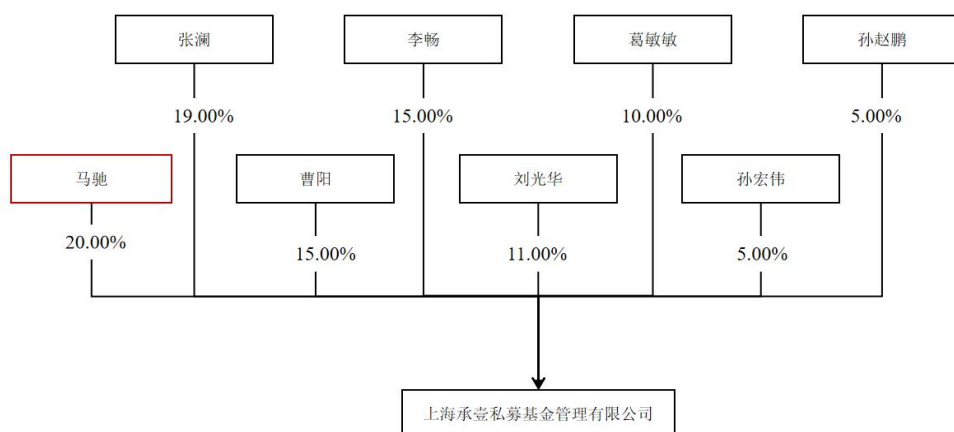 张澜 李畅 葛敏敏 孙赵鹏
19.00% 15.00% 10.00% 5.00%
马驰 曹阳 刘光华 孙宏伟
20.00% 15.00% 11.00% 5.00%
上海承壹私募基金管理有限公司